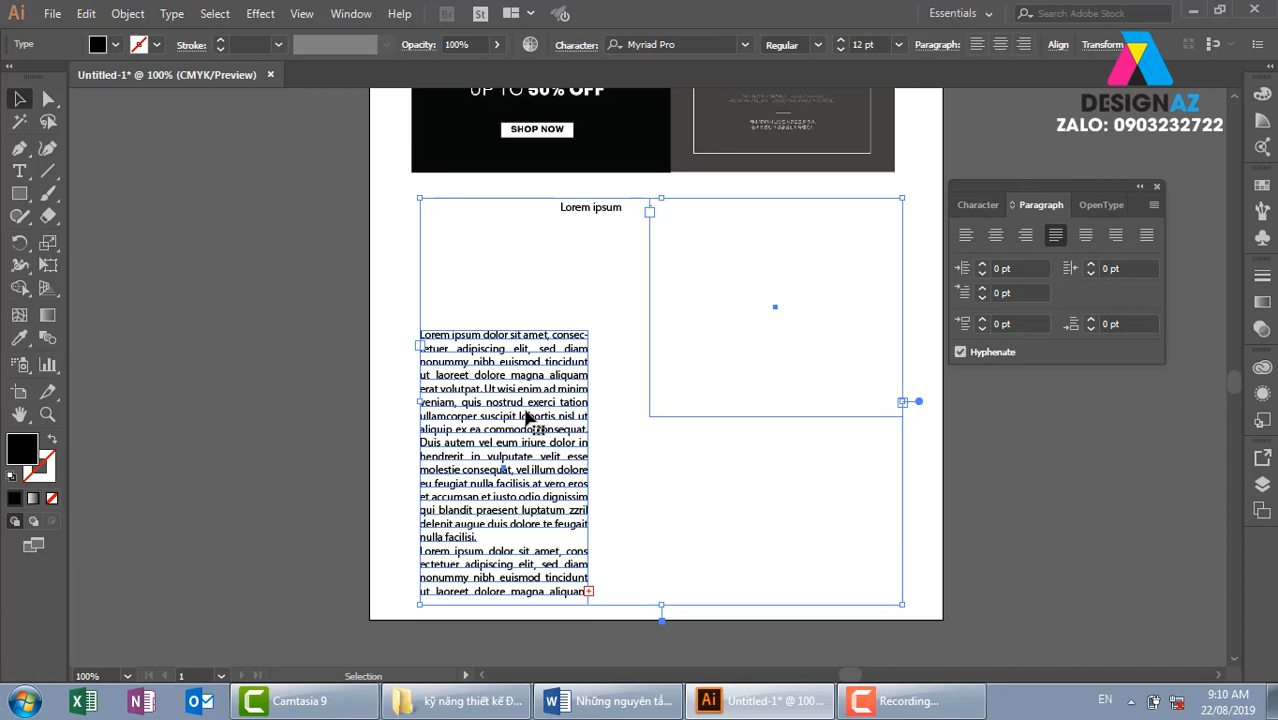 Ai File Edit Object Type Select Effect View Window Help Br St Essentials Search Adobe Stock
Type Stroke: Opacity: 100% Character: Myriad Pro Regular 12 pt Paragraph: Align Transform
Untitled-1* @ 100% (CMYK/Preview)
DESIGNAZ
ZALO: 0903232722
UP TO 50% OFF
SHOP NOW
Lorem ipsum
Character Paragraph OpenType
0 pt 0 pt
0 pt
0 pt 0 pt
Hyphenate
Lorem ipsum dolor sit amet, consec-
tetuer adipiscing elit, sed diam
nonummy nibh euismod tincidunt
ut laoreet dolore magna aliquam
erat volutpat. Ut wisi enim ad minim
veniam, quis nostrud exerci tation
ullamcorper suscipit lobortis nisl ut
aliquip ex ea commodo consequat.
Duis autem vel eum iriure dolor in
hendrerit in vulputate velit esse
molestie consequat, vel illum dolore
eu feugiat nulla facilisis at vero eros
et accumsan et iusto odio dignissim
qui blandit praesent luptatum zzril
delenit augue duis dolore te feugait
nulla facilisi.
Lorem ipsum dolor sit amet, cons
ectetuer adipiscing elit, sed diam
nonummy nibh euismod tincidunt
ut laoreet dolore magna aliquam
100% 1 Selection
Camtasia 9 kỹ năng thiết kế Đ... Những nguyên tắ... Untitled-1* @ 100... Recording... EN 9:10 AM
22/08/2019